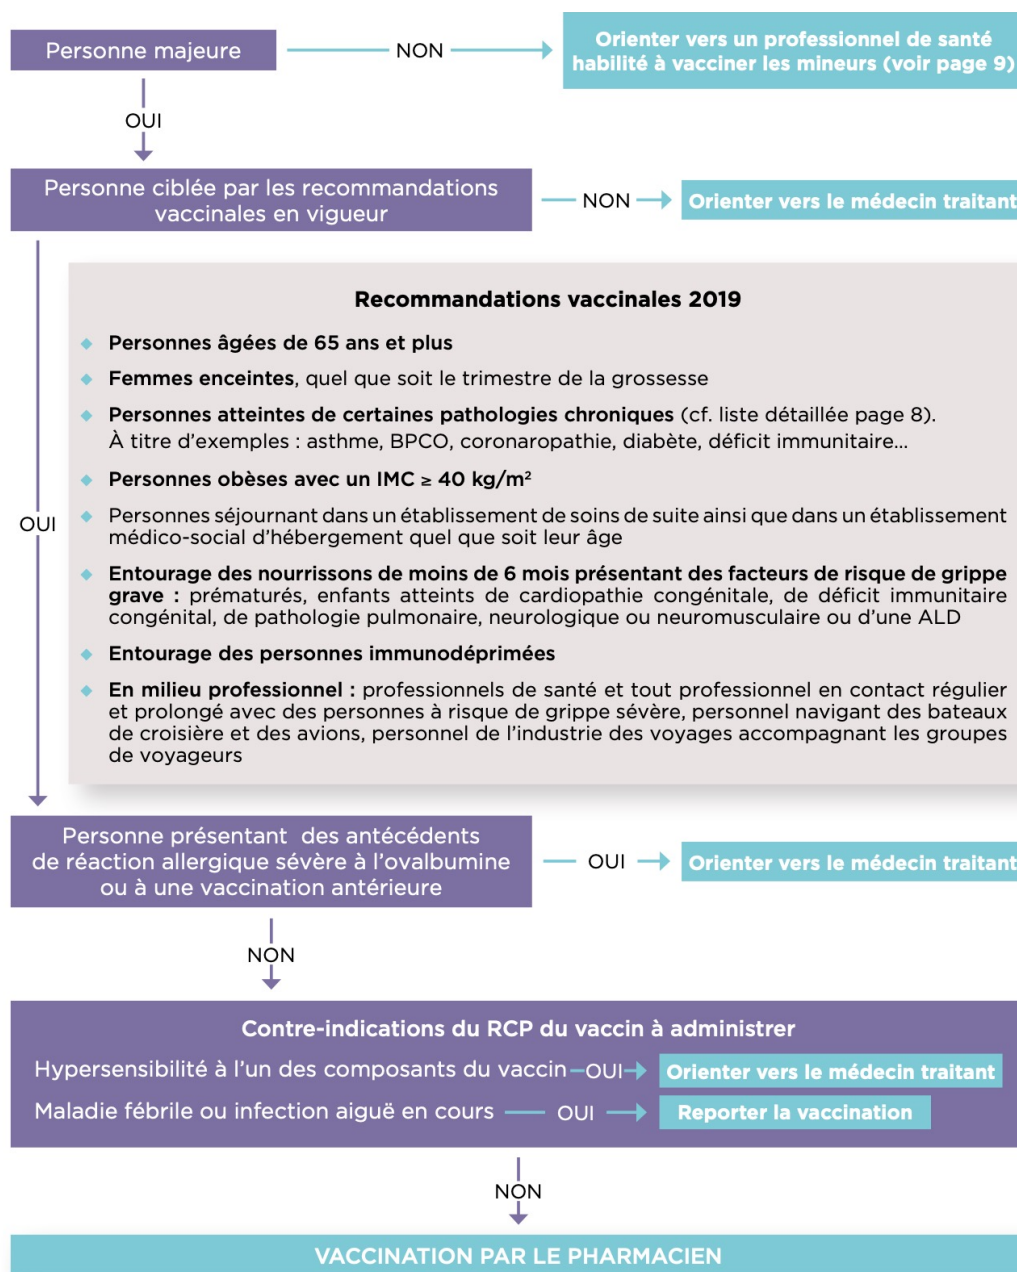 Personne majeure
NON
Orienter vers un professionnel de santé
habilité à vacciner les mineurs (voir page 9)
OUI
Personne ciblée par les recommandations
vaccinales en vigueur
NON
Orienter vers le médecin traitant
Recommandations vaccinales 2019
Personnes âgées de 65 ans et plus
Femmes enceintes, quel que soit le trimestre de la grossesse
Personnes atteintes de certaines pathologies chroniques (cf. liste détaillée page 8).
À titre d'exemples : asthme, BPCO, coronaropathie, diabète, déficit immunitaire...
Personnes obèses avec un IMC ≥ 40 kg/m²
OUI
Personnes séjournant dans un établissement de soins de suite ainsi que dans un établissement
médico-social d'hébergement quel que soit leur âge
Entourage des nourrissons de moins de 6 mois présentant des facteurs de risque de grippe
grave : prématurés, enfants atteints de cardiopathie congénitale, de déficit immunitaire
congénital, de pathologie pulmonaire, neurologique ou neuromusculaire ou d'une ALD
Entourage des personnes immunodéprimées
En milieu professionnel : professionnels de santé et tout professionnel en contact régulier
et prolongé avec des personnes à risque de grippe sévère, personnel navigant des bateaux
de croisière et des avions, personnel de l'industrie des voyages accompagnant les groupes
de voyageurs
Personne présentant des antécédents
de réaction allergique sévère à l'ovalbumine
ou à une vaccination antérieure
OUI
Orienter vers le médecin traitant
NON
Contre-indications du RCP du vaccin à administrer
Hypersensibilité à l'un des composants du vaccin OUI Orienter vers le médecin traitant
Maladie fébrile ou infection aiguë en cours OUI Reporter la vaccination
NON
VACCINATION PAR LE PHARMACIEN